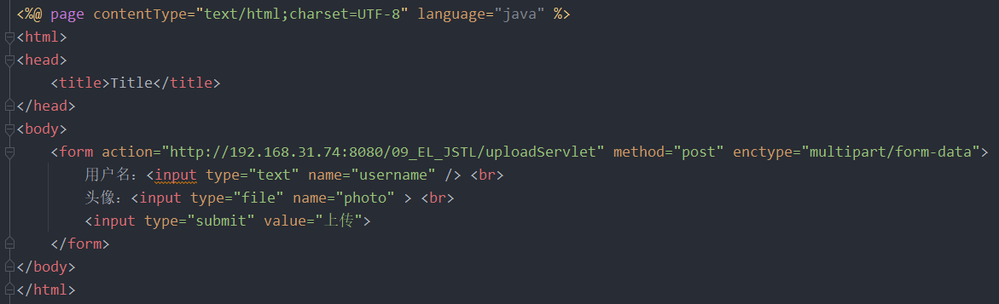 <%@ page contentType="text/html;charset=UTF-8" language="java" %>
<html>
<head>
    <title>Title</title>
</head>
<body>
    <form action="http://192.168.31.74:8080/09_EL_JSTL/uploadServlet" method="post" enctype="multipart/form-data">
        用户名：<input type="text" name="username" /> <br>
        头像：<input type="file" name="photo" > <br>
        <input type="submit" value="上传">
    </form>
</body>
</html>